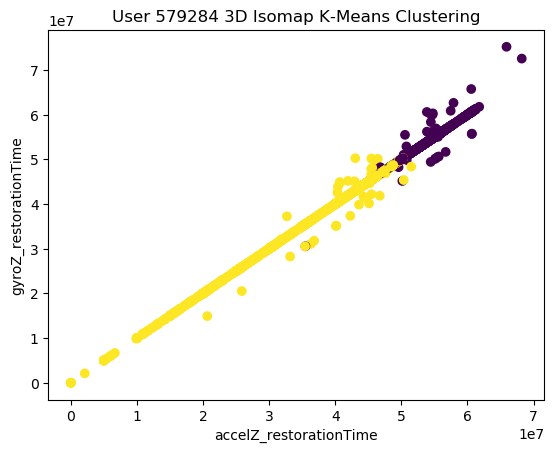 User 579284 3D Isomap K-Means Clustering
1e7
7
6
5
4
3
2
1
0
gyroZ_restorationTime
0 1 2 3 4 5 6 7
accelZ_restorationTime
1e7